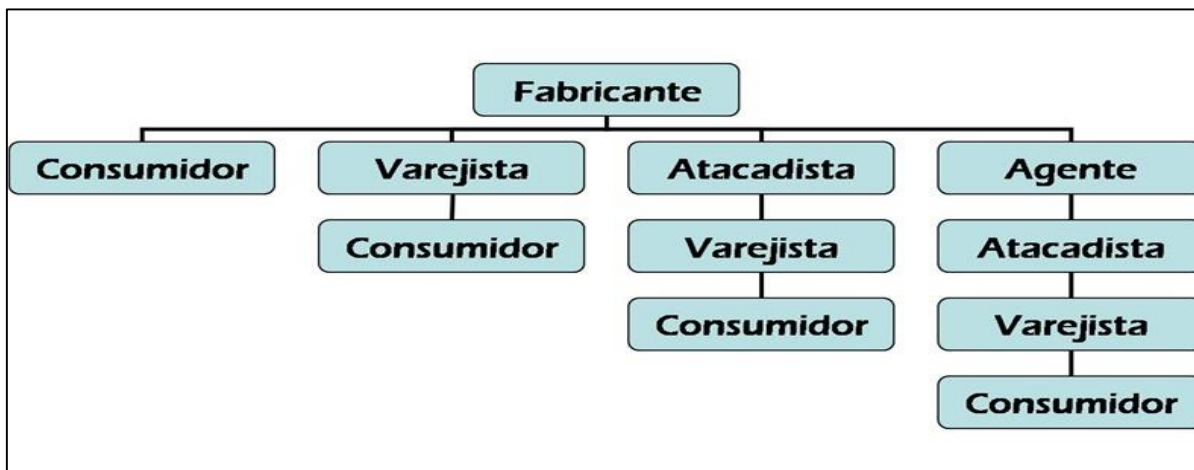 Fabricante
Consumidor
Varejista
Atacadista
Agente
Consumidor
Varejista
Atacadista
Consumidor
Varejista
Consumidor